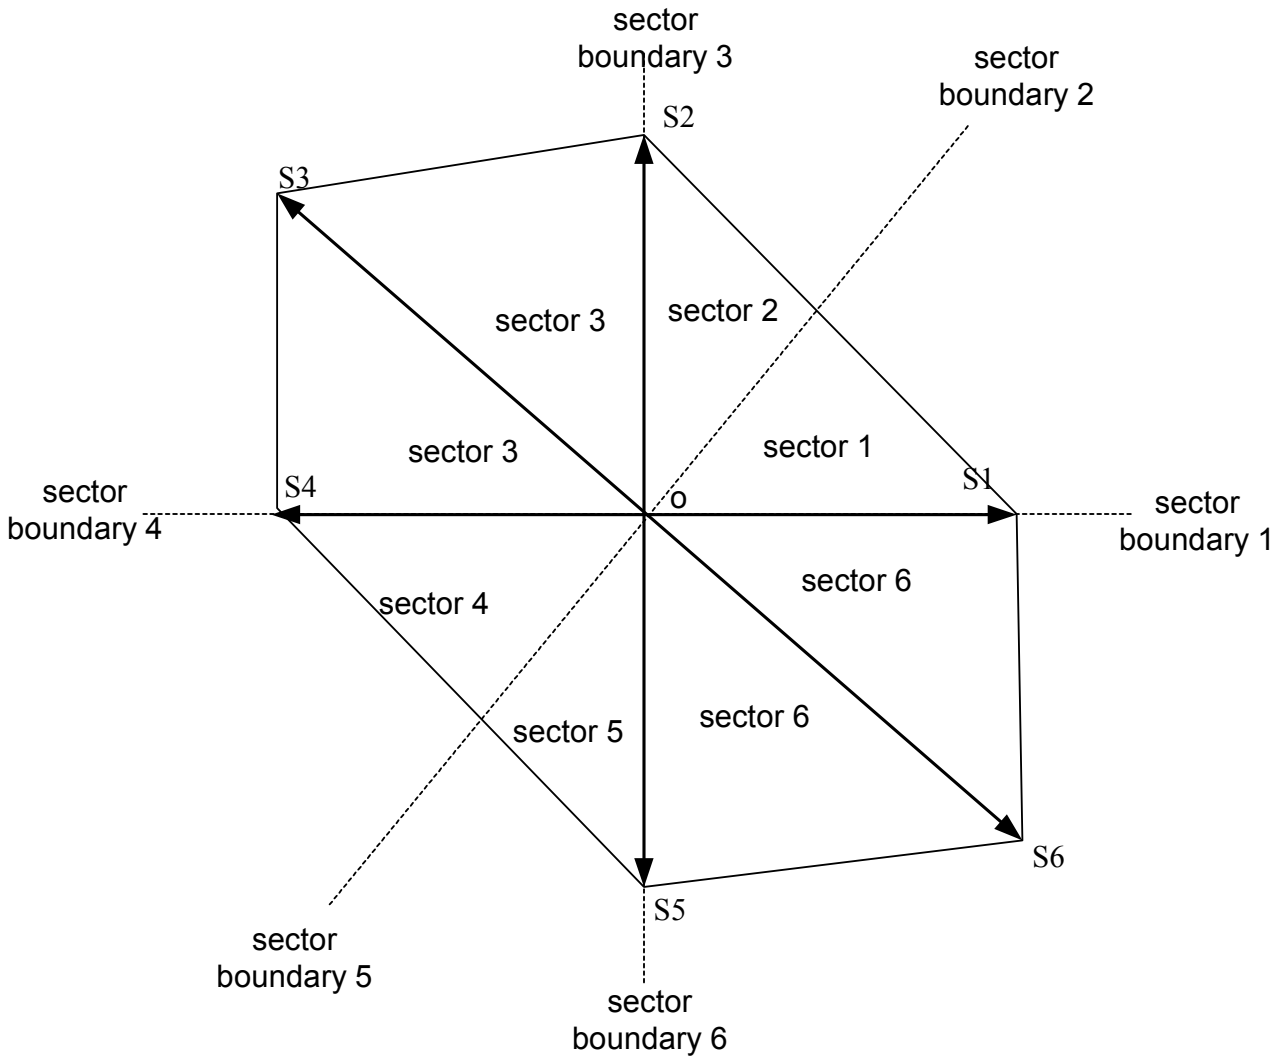 sector
boundary 3
sector
boundary 2
S2
S3
sector 3
sector 2
sector 3
sector 1
S4
o
S1
sector
boundary 4
sector
boundary 1
sector 6
sector 4
sector 5
sector 6
S6
S5
sector
boundary 5
sector
boundary 6